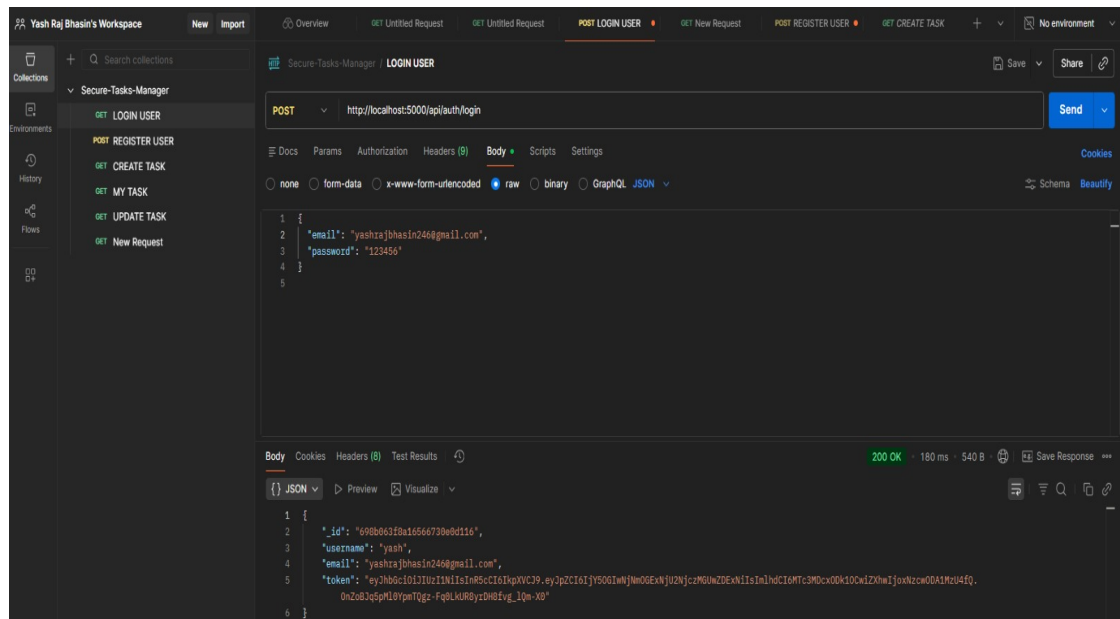 Yash Raj Bhasin's Workspace New Import Overview GET Untitled Request GET Untitled Request POST LOGIN USER GET New Request POST REGISTER USER GET CREATE TASK No environment
Collections
Environments
History
Flows
Search collections
Secure-Tasks-Manager
GET LOGIN USER
POST REGISTER USER
GET CREATE TASK
GET MY TASK
GET UPDATE TASK
GET New Request
HTTP Secure-Tasks-Manager / LOGIN USER Save Share
POST http://localhost:5000/api/auth/login Send
Docs Params Authorization Headers (9) Body Scripts Settings Cookies
none form-data x-www-form-urlencoded raw binary GraphQL JSON Schema Beautify
1 {
2 "email": "yashrajbhasin246@gmail.com",
3 "password": "123456"
4 }
5
Body Cookies Headers (8) Test Results 200 OK 180 ms 540 B Save Response
{} JSON Preview Visualize
1 {
2 "_id": "698b063f8a16566730e0d116",
3 "username": "yash",
4 "email": "yashrajbhasin246@gmail.com",
5 "token":
6 }